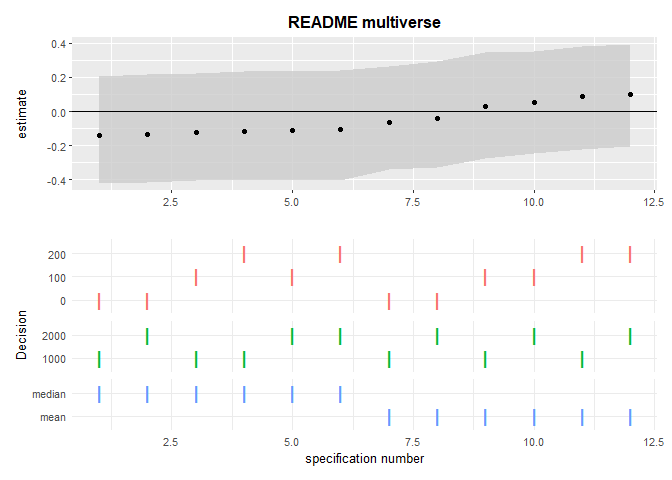 README multiverse
estimate
0.4
0.2
0.0
-0.2
-0.4
2.5 5.0 7.5 10.0 12.5
Decision
200
100
0
2000
1000
median
mean
2.5 5.0 7.5 10.0 12.5
specification number